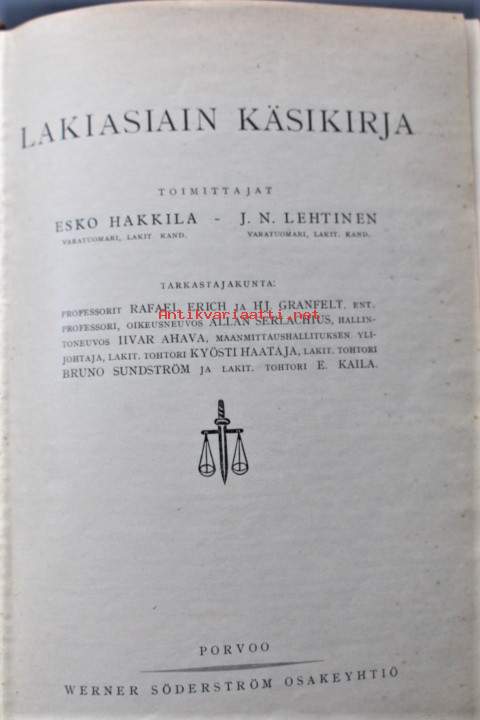 LAKIASIAIN KÄSIKIRJA
TOIMITTAJAT
ESKO HAKKILA - J. N. LEHTINEN
VARATUOMARI, LAKIT. KAND. VARATUOMARI, LAKIT. KAND.
TARKASTAJAKUNTA:
PROFESSORIT RAFAEL ERICH JA HJ. GRANFELT, ENT.
Antikvariaatti.net
PROFESSORI, OIKEUSNEUVOS ALLAN SERLACHIUS, HALLIN-
TONEUVOS IIVAR AHAVA, MAANMITTAUSHALLITUKSEN YLI-
JOHTAJA, LAKIT. TOHTORI KYÖSTI HAATAJA, LAKIT. TOHTORI
BRUNO SUNDSTRÖM JA LAKIT. TOHTORI E. KAILA.
PORVOO
WERNER SÖDERSTRÖM OSAKEYHTIÖ